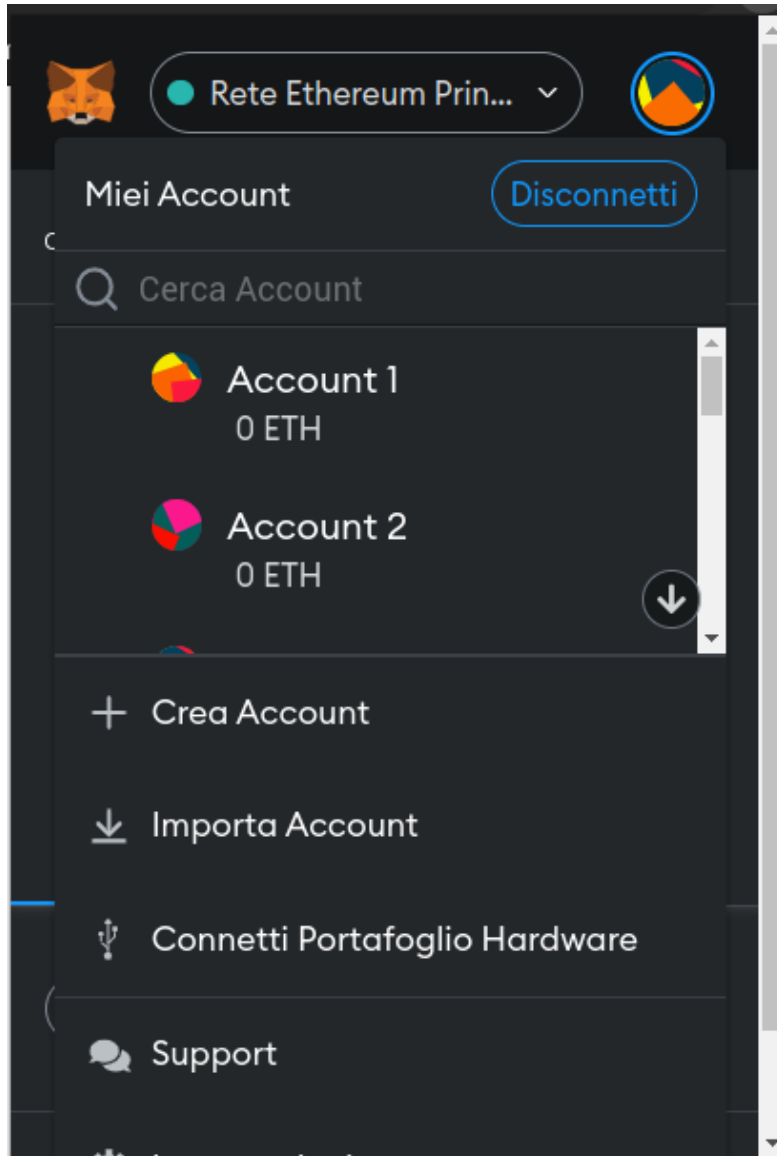 Rete Ethereum Prin...
Miei Account
Disconnetti
Cerca Account
Account 1
0 ETH
Account 2
0 ETH
Crea Account
Importa Account
Connetti Portafoglio Hardware
Support